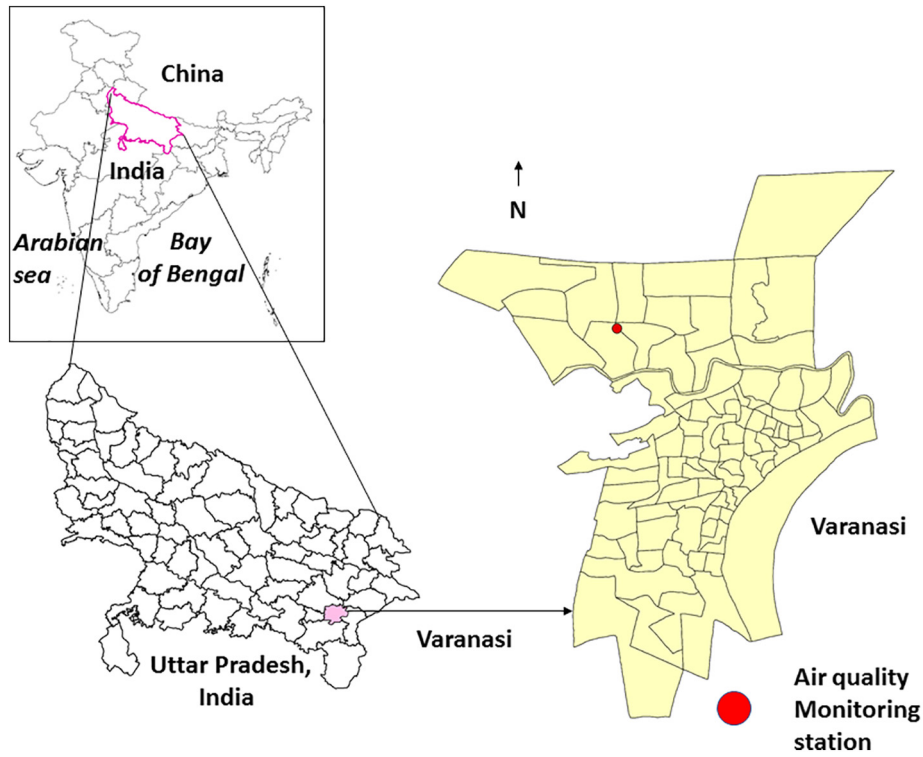 China
India
Arabian
sea
Bay
of Bengal
N
Varanasi
Varanasi
Uttar Pradesh,
India
Air quality
Monitoring
station